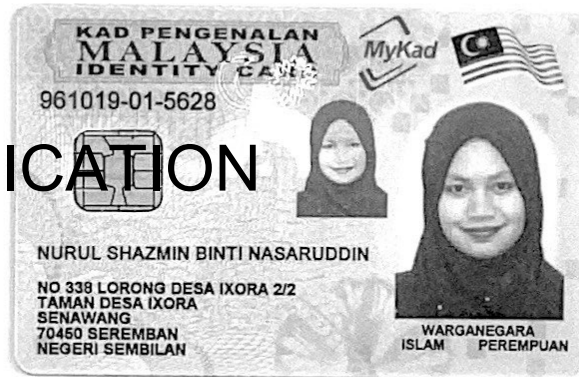 KAD PENGENALAN
MALAYSIA
IDENTITY CARD
MyKad
961019-01-5628
ICATION
NURUL SHAZMIN BINTI NASARUDDIN
NO 338 LORONG DESA IXORA 2/2
TAMAN DESA IXORA
SENAWANG
70450 SEREMBAN
NEGERI SEMBILAN
WARGANEGARA
ISLAM PEREMPUAN